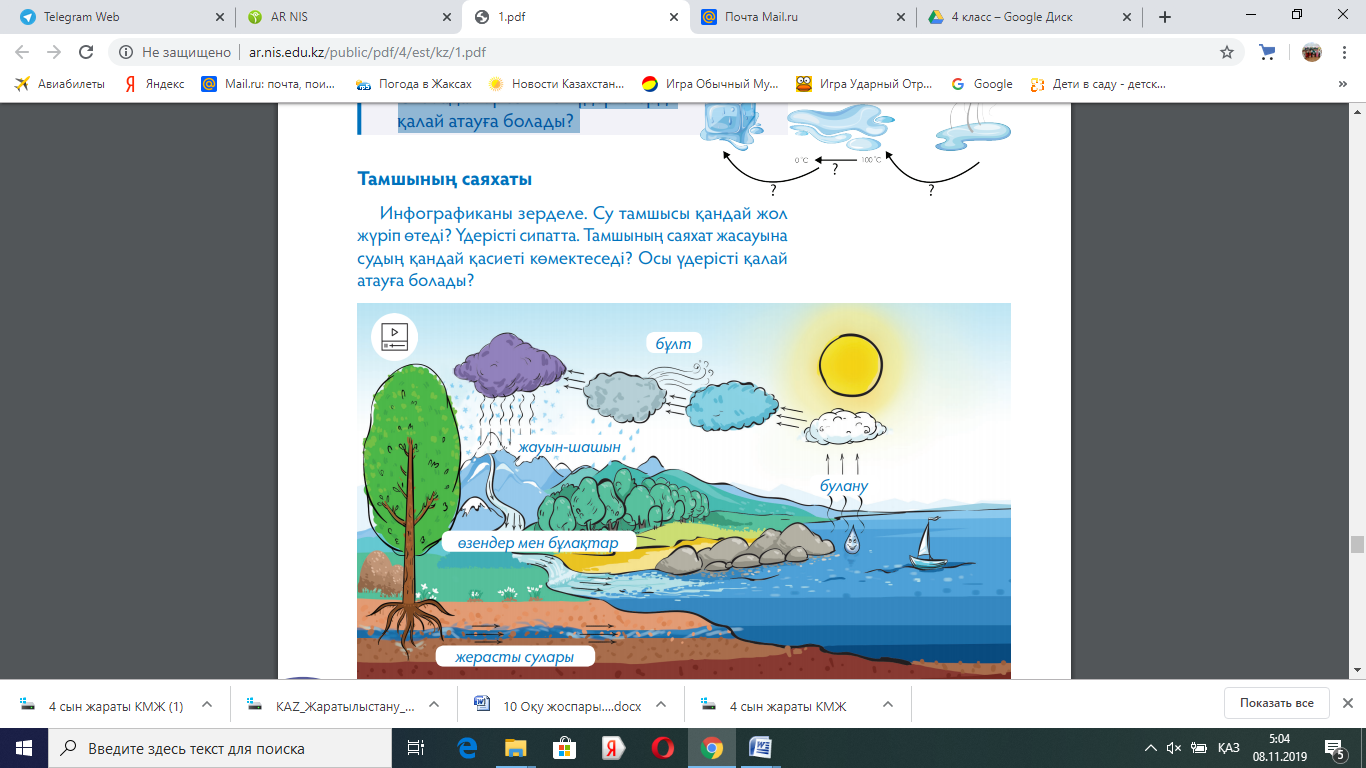 Telegram Web
AR NIS
1.pdf
Почта Mail.ru
4 класс – Google Диск
Не защищено
ar.nis.edu.kz/public/pdf/4/est/kz/1.pdf
Авиабилеты
Яндекс
Mail.ru: почта, пои...
Погода в Жаксах
Новости Казахстан...
Игра Обычный Му...
Игра Ударный Отр...
Google
Дети в саду - детск...
»
қалай атауға болады?
0 °C
100 °C
?
?
?
Тамшының саяхаты
Инфографиканы зерделе. Су тамшысы қандай жол
жүріп өтеді? Үдерісті сипатта. Тамшының саяхат жасауына
судың қандай қасиеті көмектеседі? Осы үдерісті қалай
атауға болады?
бұлт
жауын-шашын
булану
өзендер мен бұлақтар
жерасты сулары
4 сын жараты КМЖ (1)
KAZ_Жаратылыстану_...
10 Оқу жоспары....docx
4 сын жараты КМЖ
Показать все
Введите здесь текст для поиска
ҚАЗ
5:04
08.11.2019
5